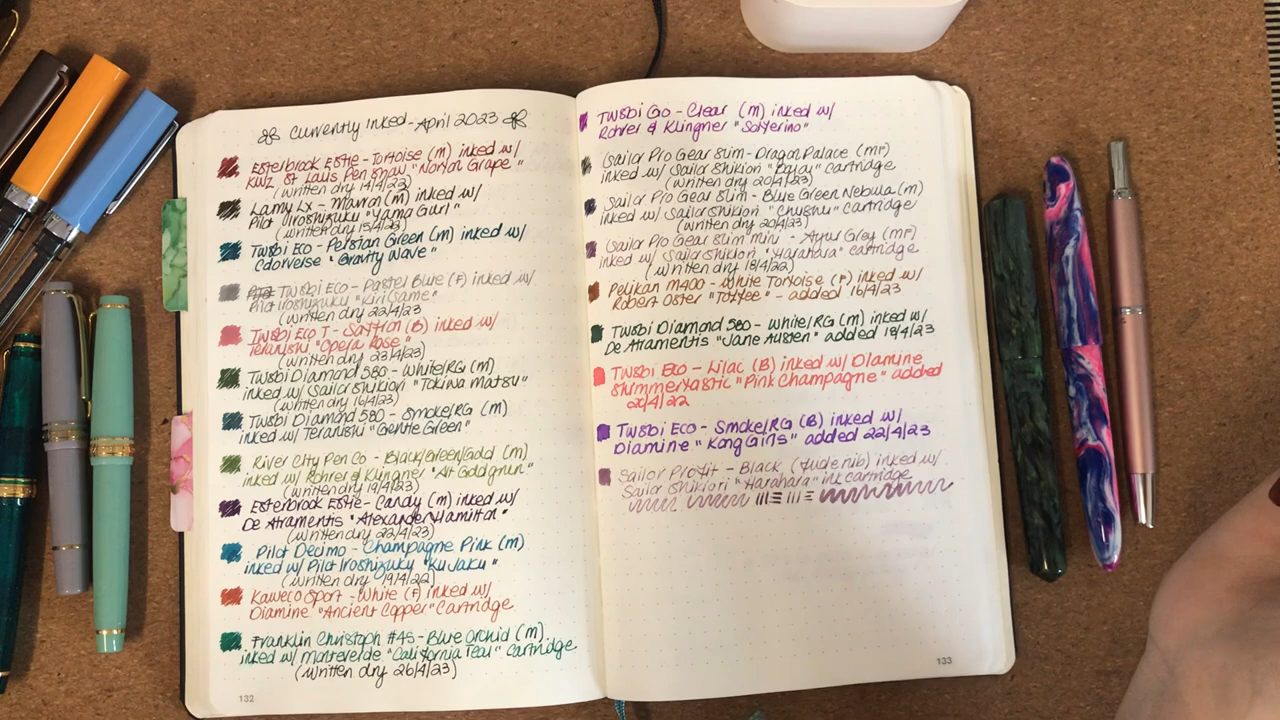 Currently Inked - April 2023
Esterbrook Estie - Tortoise (M) inked w/
KWZ St Louis Pen Show "Norton Grape"
(written dry 14/4/23)
Lamy Lx - Marron (M) inked w/
Pilot Iroshizuku "Yama Guri"
(written dry 15/4/23)
TWSBI ECO - Persian Green (M) inked w/
Colorverse "Gravity Wave"
TWSBI ECO - Pastel Blue (F) inked w/
Pilot Iroshizuku "Kiri Same"
(written dry 22/4/23)
TWSBI ECO T - Saffron (B) inked w/
Teranishi "Opera Rose"
(written dry 23/4/23)
TWSBI Diamond 580 - White/RG (M)
inked w/ Sailor Shikiori "Tokiwa Matsu"
(written dry 16/4/23)
TWSBI Diamond 580 - Smoke/RG (M)
inked w/ Teranishi "Gentle Green"
River City Pen Co - Black/Green/Gold (M)
inked w/ Rohrer & Klingner "Alt Goldgrun"
(written dry 19/4/23)
Esterbrook Estie - Candy (M) inked w/
De Atramentis "Alexander Hamilton"
(written dry 22/4/23)
Pilot Decimo - Champagne Pink (M)
inked w/ Pilot Iroshizuku "Ku Jaku"
(written dry 19/4/22)
Kaweco Sport - White (F) inked w/
Diamine "Ancient Copper" Cartridge
Franklin Christoph #45 - Blue Orchid (M)
inked w/ Monteverde "California Teal" Cartridge
(written dry 26/4/23)
132
TWSBI Go - Clear (M) inked w/
Rohrer & Klingner "Solferino"
Sailor Pro Gear Slim - Dragon Palace (MF)
inked w/ Sailor Shikiori cartridge
(written dry 20/4/23)
Sailor Pro Gear Slim - Blue Green Nebula (M)
inked w/ Sailor Shikiori "Chushu" cartridge
(written dry 20/4/23)
Sailor Pro Gear Slim mini - Ayur Grey (MF)
inked w/ Sailor Shikiori "Harahara" cartridge
(written dry 18/4/22)
Pelikan M400 - White Tortoise (F) inked w/
Robert Oster "Toffee" - added 16/4/23
TWSBI Diamond 580 - White/RG (M) inked w/
De Atramentis "Jane Austen" added 18/4/23
TWSBI ECO - Lilac (B) inked w/ Diamine
Shimmertastic "Pink Champagne" added
20/4/22
TWSBI ECO - Smoke/RG (B) inked w/
Diamine "Kong Girls" added 22/4/23
Sailor Profit - Black (fude nib) inked w/
Sailor Shikiori "Harahara" ink cartridge
133